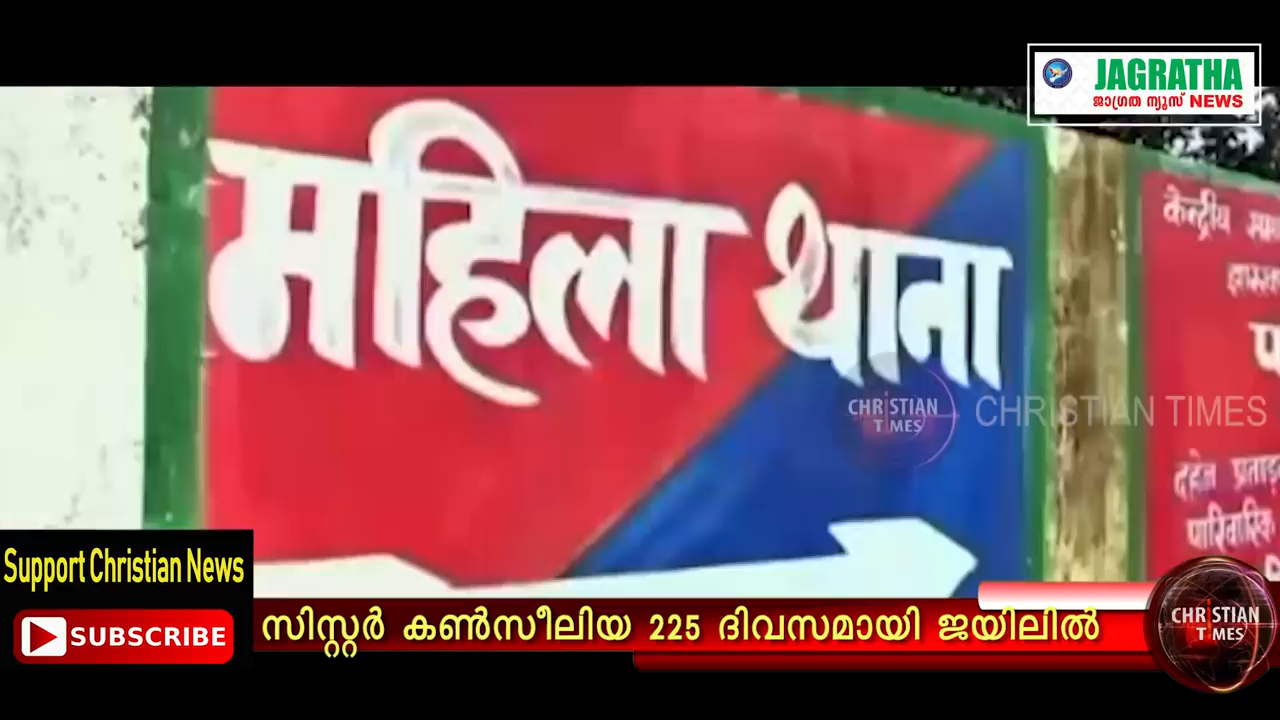 JAGRATHA
ജാഗ്രത ന്യൂസ് NEWS
महिला थाना
केन्द्रीय
दहेज
पारिवारिक
CHRISTIAN TIMES
CHRISTIAN TIMES
Support Christian News
SUBSCRIBE
സിസ്റ്റർ കൺസീലിയ 225 ദിവസമായി ജയിലിൽ
CHRISTIAN TIMES